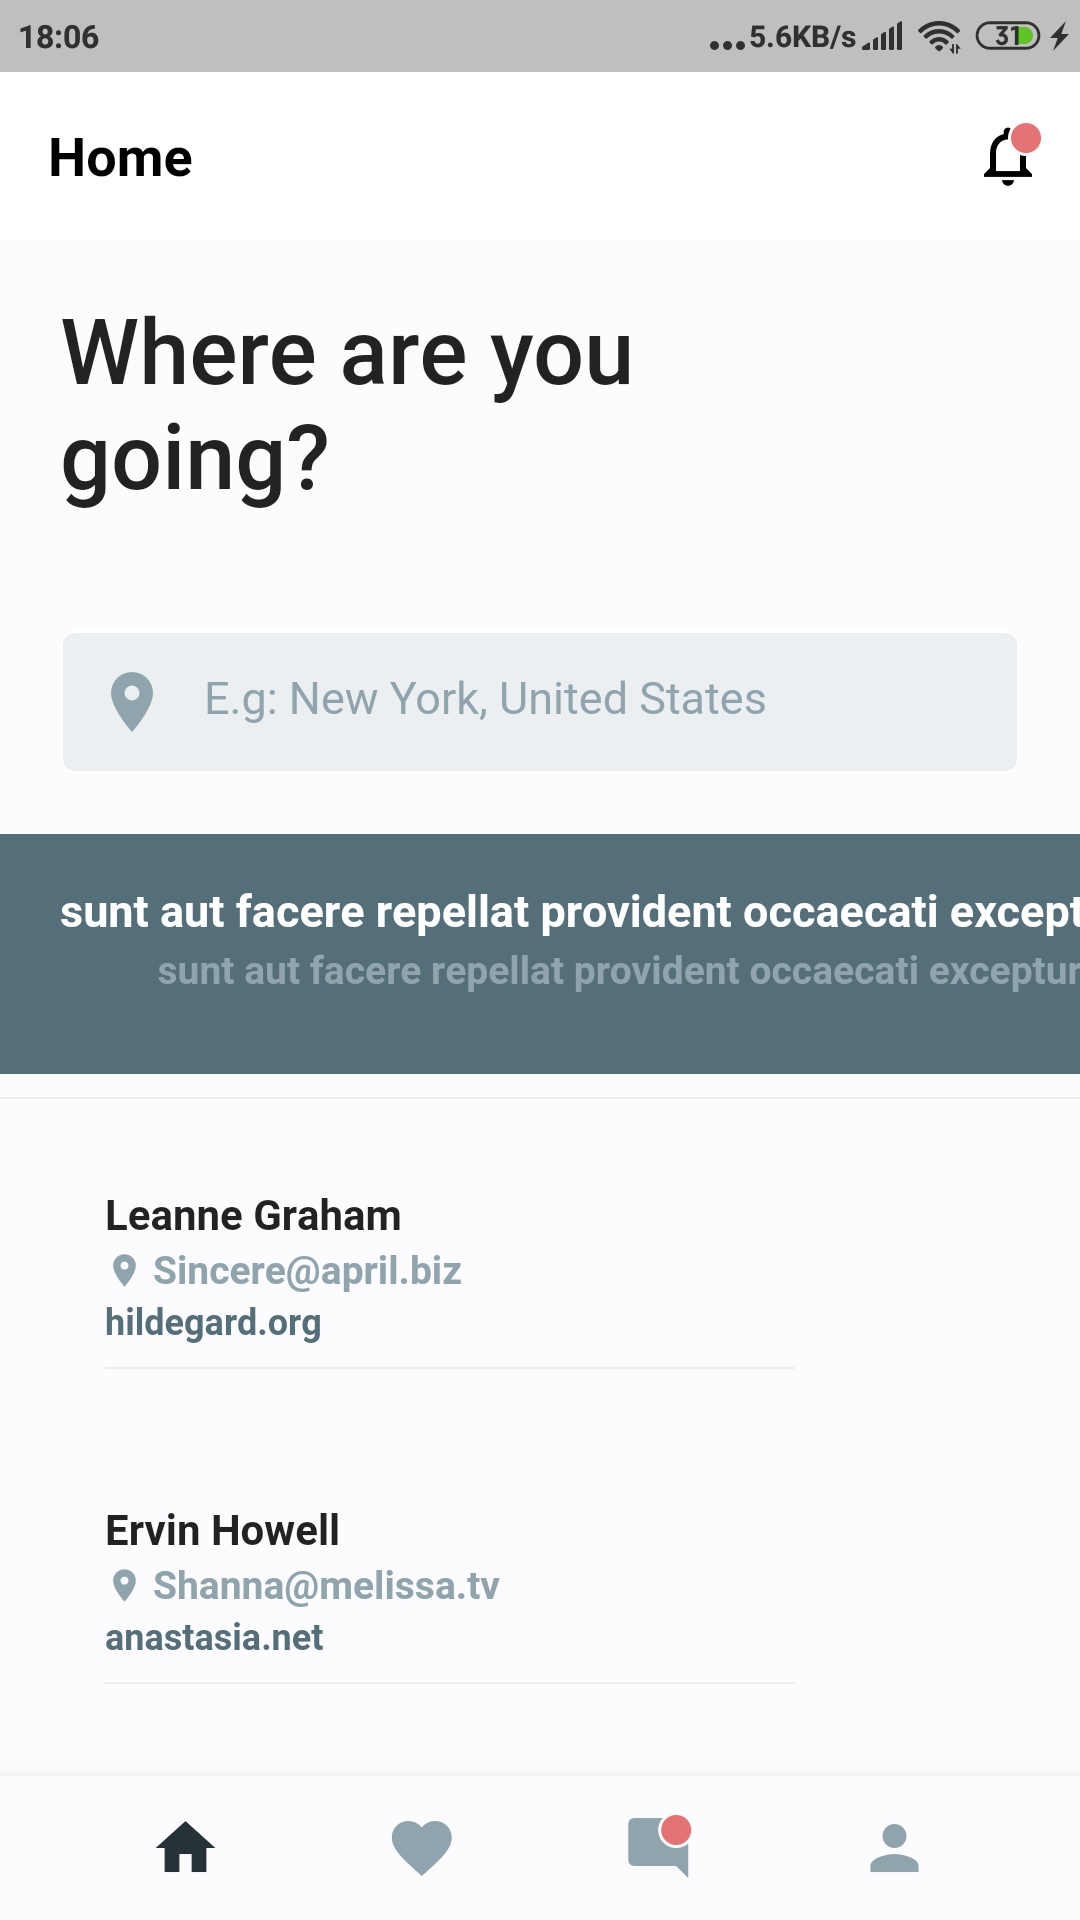 18:06
...5.6KB/s
31
Home
Where are you
going?
E.g: New York, United States
sunt aut facere repellat provident occaecati except
sunt aut facere repellat provident occaecati exceptur
Leanne Graham
Sincere@april.biz
hildegard.org
Ervin Howell
Shanna@melissa.tv
anastasia.net